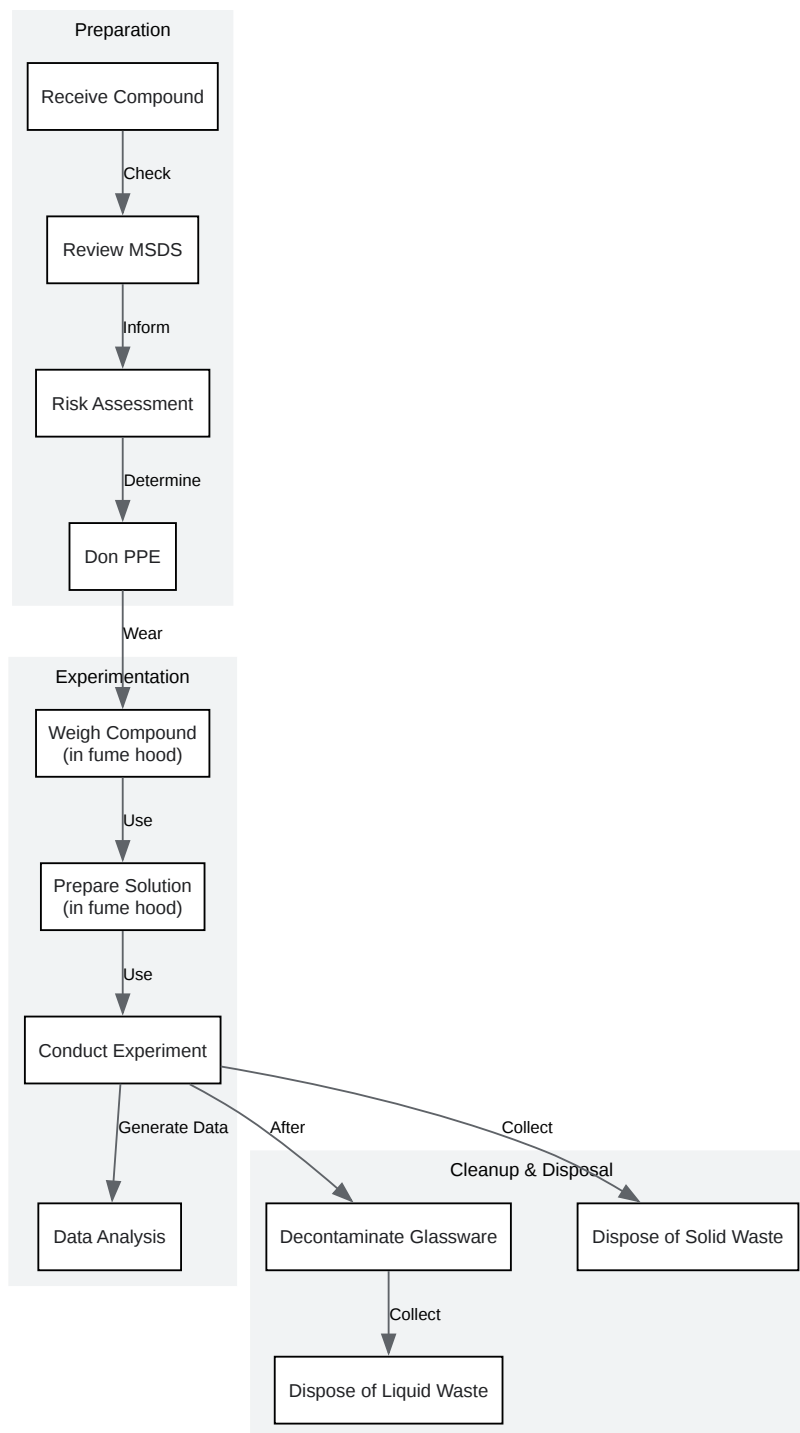 Preparation
Receive Compound
Check
Review MSDS
Inform
Risk Assessment
Determine
Don PPE
Wear
Experimentation
Weigh Compound
(in fume hood)
Use
Prepare Solution
(in fume hood)
Use
Conduct Experiment
Generate Data
After
Collect
Cleanup & Disposal
Data Analysis
Decontaminate Glassware
Dispose of Solid Waste
Collect
Dispose of Liquid Waste